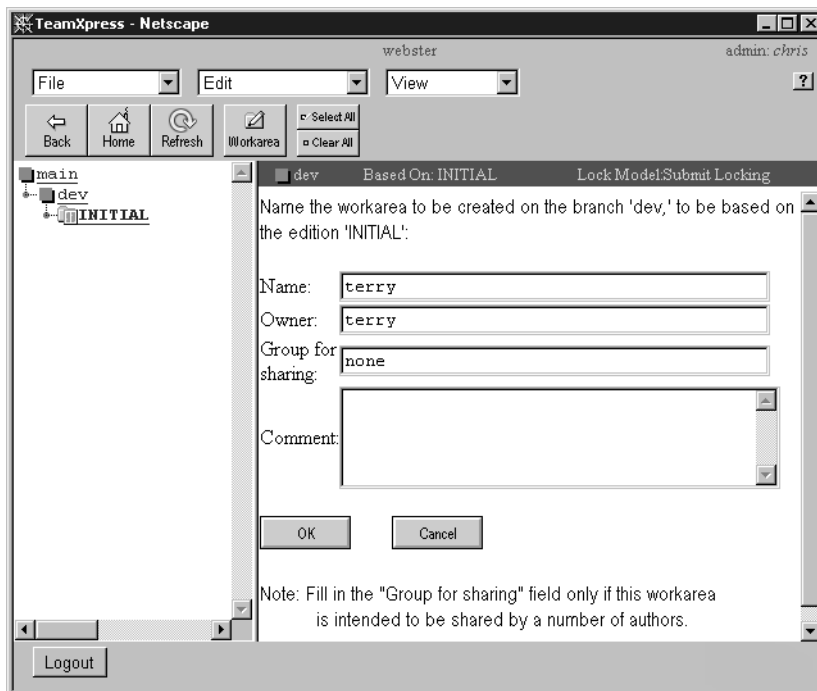 TeamXpress - Netscape
webster admin: chris
File Edit View ?
Back Home Refresh Workarea Select All
Clear All
main
dev
INITIAL
dev Based On: INITIAL Lock Model:Submit Locking
Name the workarea to be created on the branch 'dev,' to be based on
the edition 'INITIAL':
Name: terry
Owner: terry
Group for
sharing: none
Comment:
OK Cancel
Note: Fill in the "Group for sharing" field only if this workarea
is intended to be shared by a number of authors.
Logout